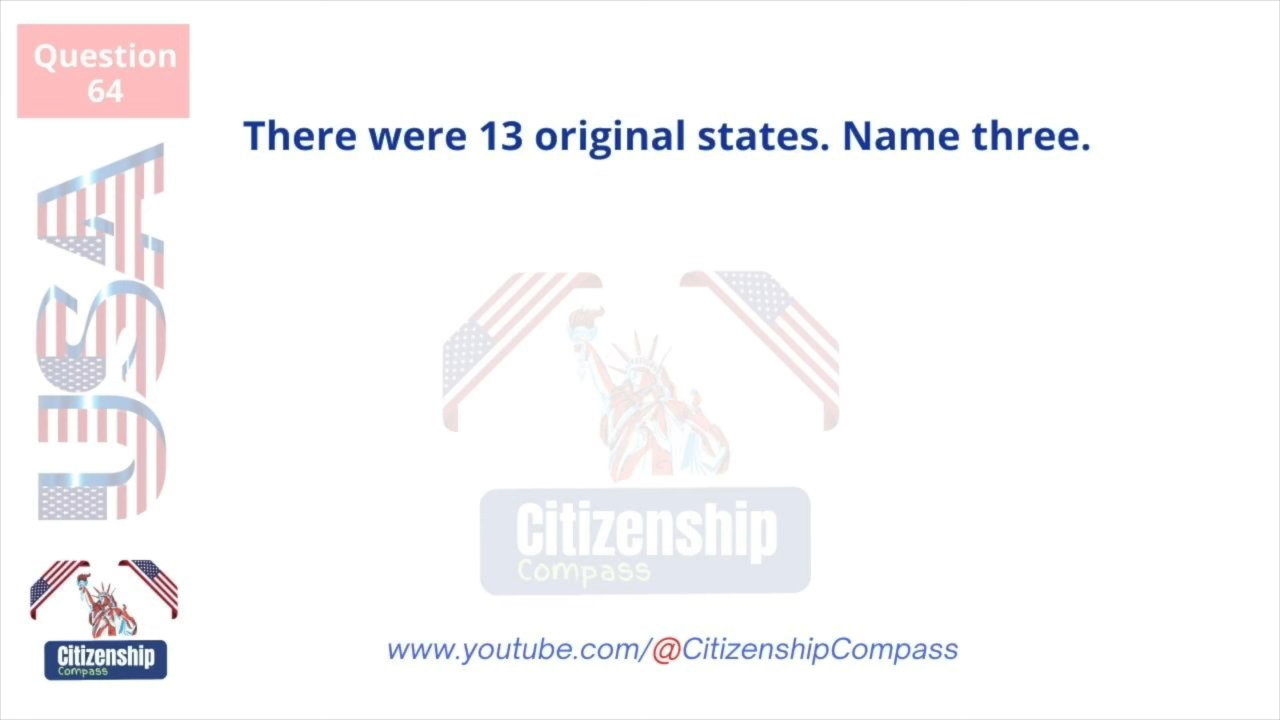 Question
64
There were 13 original states. Name three.
USA
Citizenship
Compass
Citizenship
Compass
www.youtube.com/@CitizenshipCompass